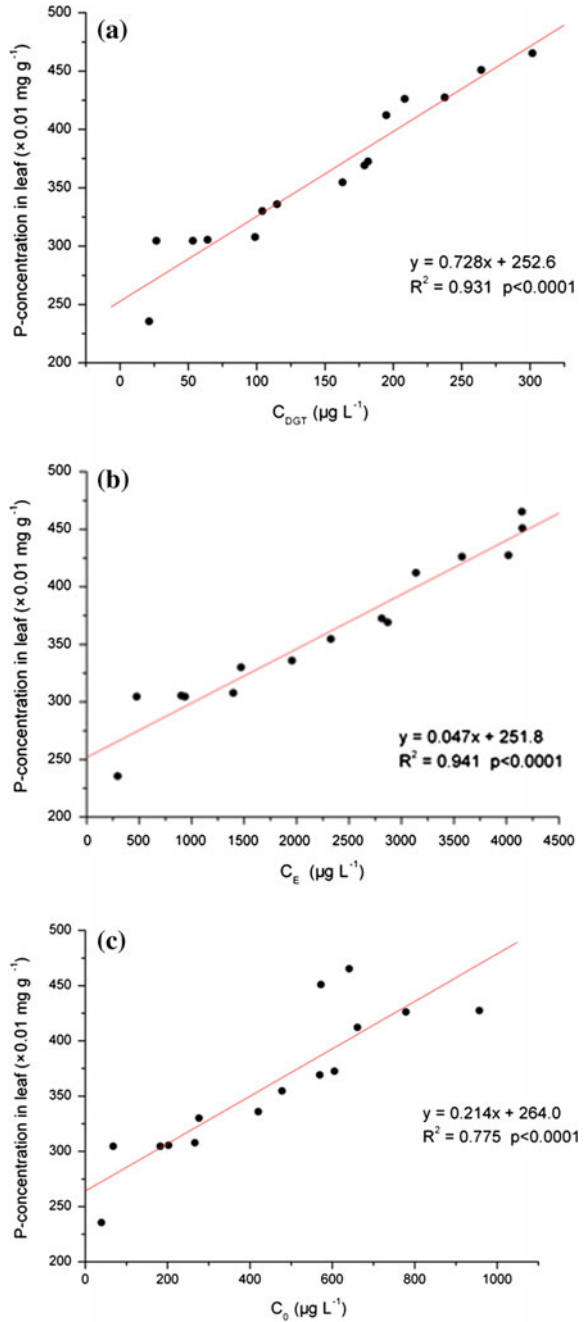 (a)
P-concentration in leaf (×0.01 mg g⁻¹)
500
450
400
350
300
250
200
y = 0.728x + 252.6
R² = 0.931 p<0.0001
0 50 100 150 200 250 300
C_DGT (µg L⁻¹)
(b)
P-concentration in leaf (×0.01 mg g⁻¹)
500
450
400
350
300
250
200
y = 0.047x + 251.8
R² = 0.941 p<0.0001
0 500 1000 1500 2000 2500 3000 3500 4000 4500
C_E (µg L⁻¹)
(c)
P-concentration in leaf (×0.01 mg g⁻¹)
500
450
400
350
300
250
200
y = 0.214x + 264.0
R² = 0.775 p<0.0001
0 200 400 600 800 1000
C₀ (µg L⁻¹)